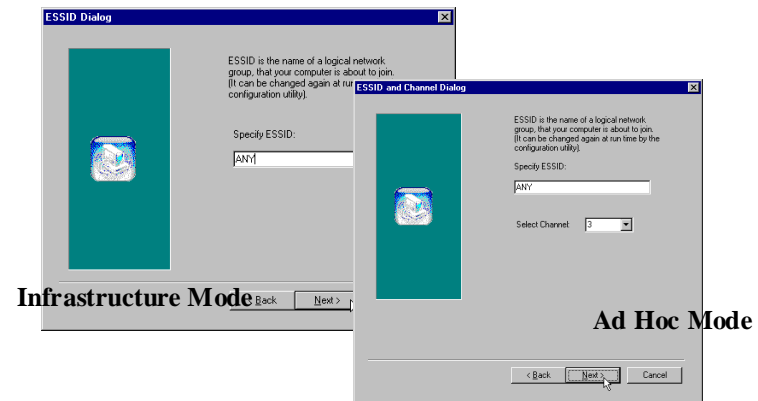 ESSID Dialog
ESSID is the name of a logical network
group, that your computer is about to join.
(It can be changed again at run
configuration utility).
Specify ESSID:
ANY
Infrastructure Mode
Back
Next >
ESSID and Channel Dialog
ESSID is the name of a logical network
group, that your computer is about to join.
(It can be changed again at run time by the
configuration utility).
Specify ESSID:
ANY
Select Channel: 3
Ad Hoc Mode
< Back
Next >
Cancel